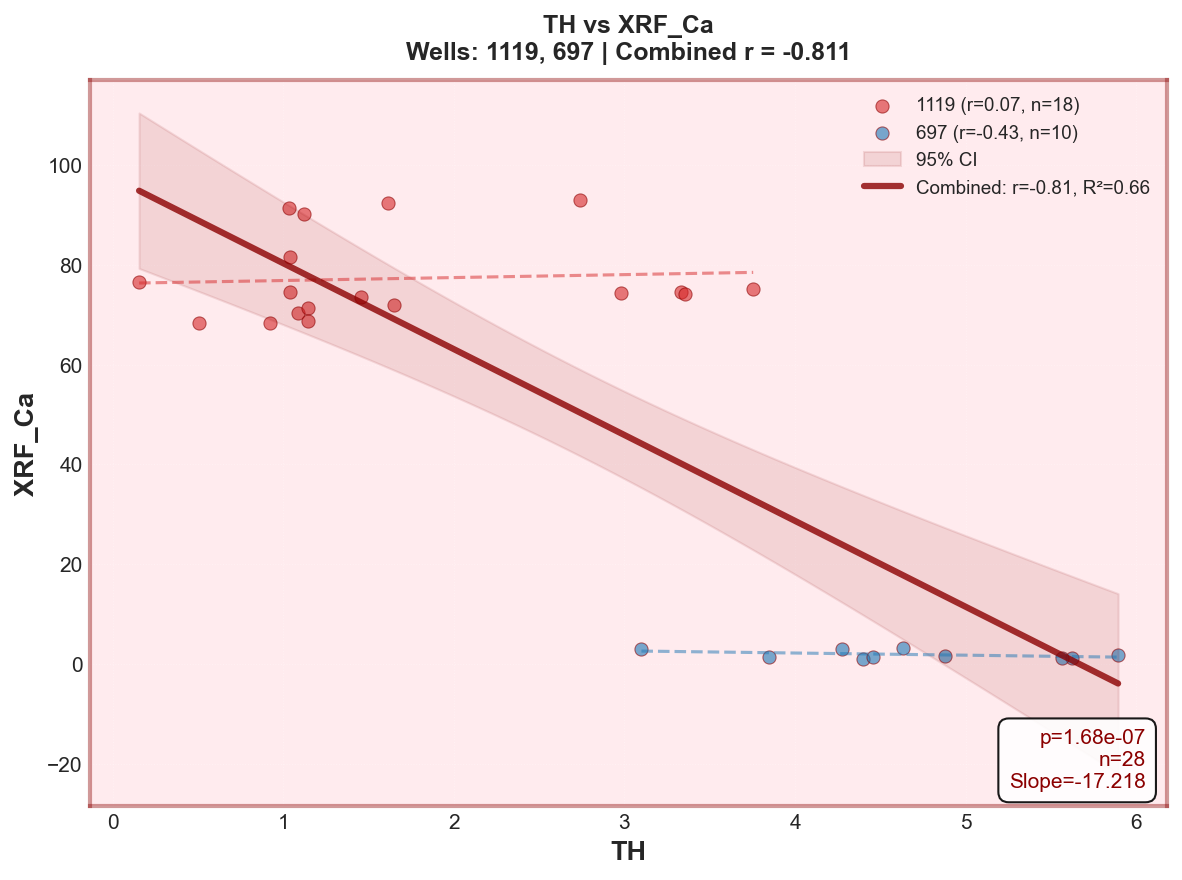 TH vs XRF_Ca
Wells: 1119, 697 | Combined r = -0.811
1119 (r=0.07, n=18)
697 (r=-0.43, n=10)
95% CI
Combined: r=-0.81, R²=0.66
XRF_Ca
100
80
60
40
20
0
−20
p=1.68e-07
n=28
Slope=-17.218
0 1 2 3 4 5 6
TH